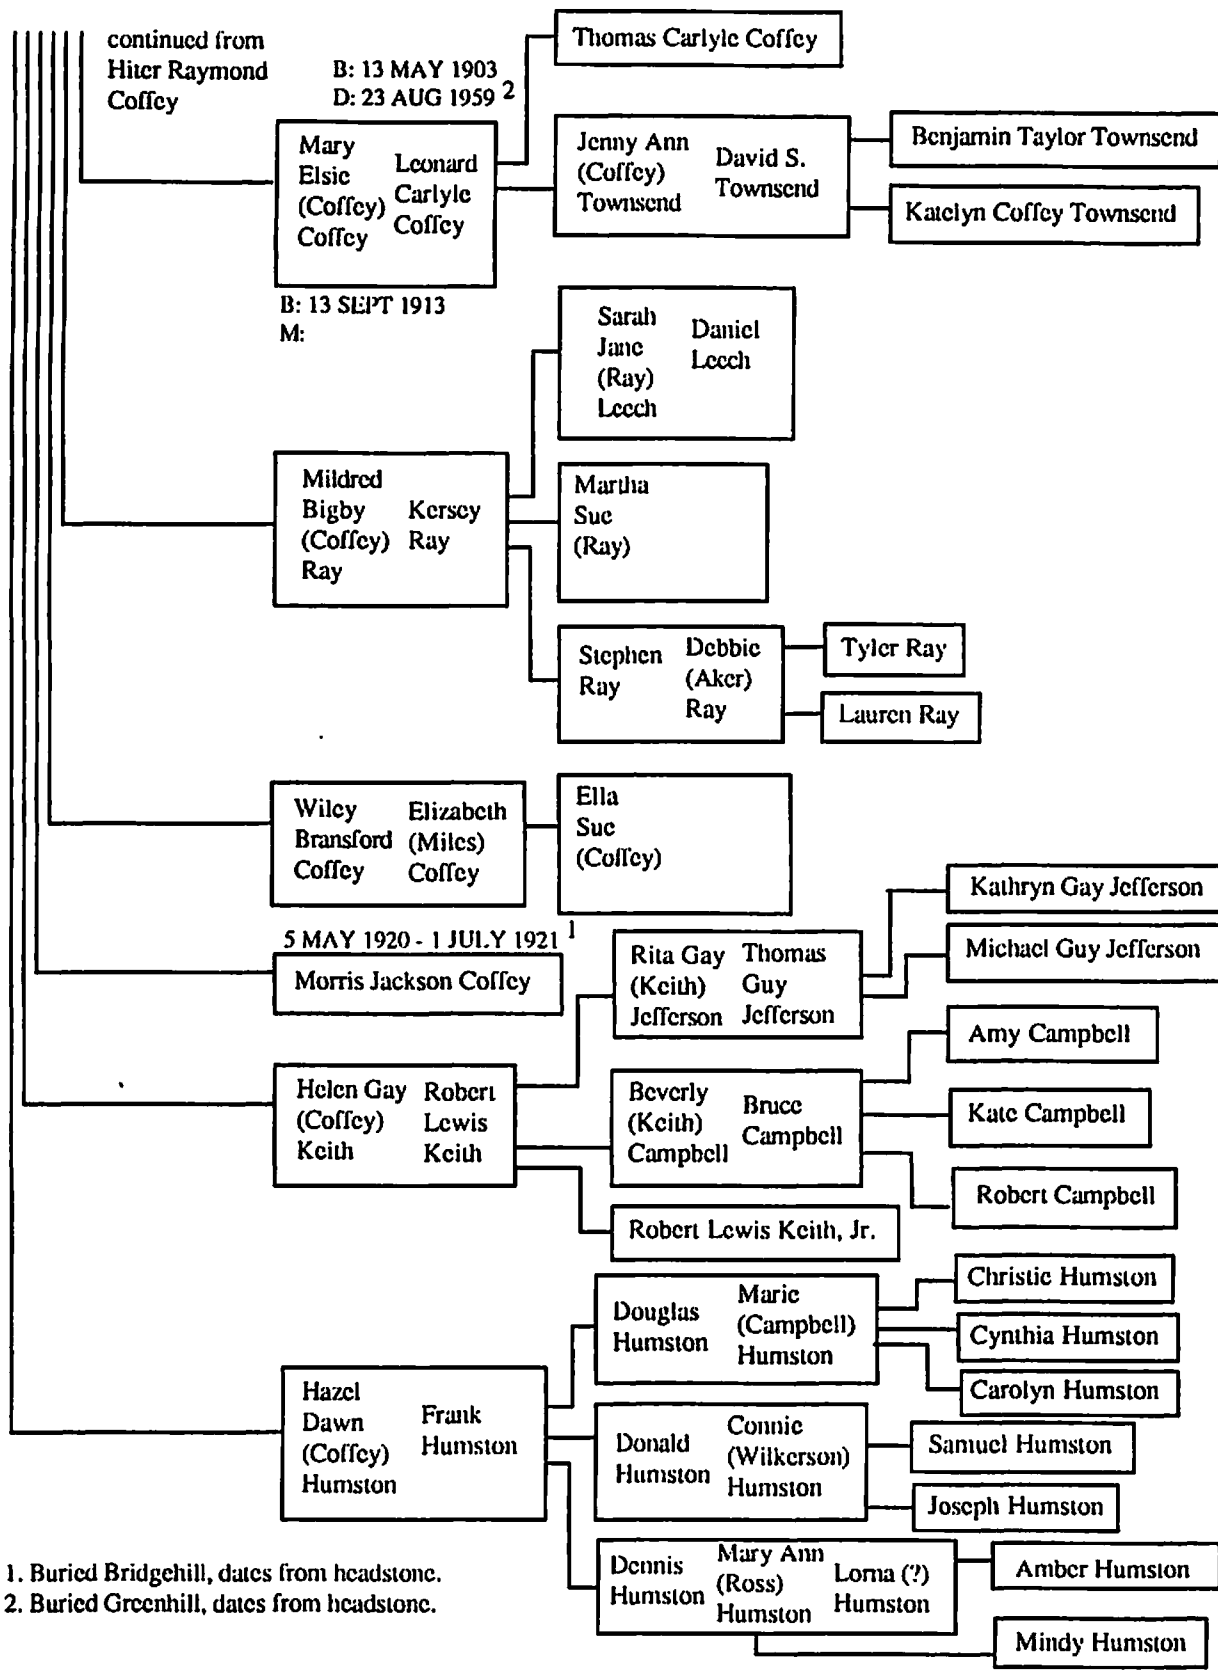 continued from
Hiter Raymond
Coffey
B: 13 MAY 1903
D: 23 AUG 1959 2
Mary
Elsie
(Coffey)
Coffey
Leonard
Carlyle
Coffey
B: 13 SEPT 1913
M:
Thomas Carlyle Coffey
Jenny Ann
(Coffey)
Townsend
David S.
Townsend
Benjamin Taylor Townsend
Katelyn Coffey Townsend
Mildred
Bigby
(Coffey)
Ray
Kersey
Ray
Sarah
Jane
(Ray)
Leech
Daniel
Leech
Martha
Sue
(Ray)
Stephen
Ray
Debbie
(Aker)
Ray
Tyler Ray
Lauren Ray
Wiley
Bransford
Coffey
Elizabeth
(Miles)
Coffey
Ella
Sue
(Coffey)
5 MAY 1920 - 1 JULY 1921 1
Morris Jackson Coffey
Helen Gay
(Coffey)
Keith
Robert
Lewis
Keith
Rita Gay
(Keith)
Jefferson
Thomas
Guy
Jefferson
Kathryn Gay Jefferson
Michael Guy Jefferson
Beverly
(Keith)
Campbell
Bruce
Campbell
Amy Campbell
Kate Campbell
Robert Campbell
Robert Lewis Keith, Jr.
Hazel
Dawn
(Coffey)
Humston
Frank
Humston
Douglas
Humston
Marie
(Campbell)
Humston
Christie Humston
Cynthia Humston
Carolyn Humston
Donald
Humston
Connie
(Wilkerson)
Humston
Samuel Humston
Joseph Humston
Dennis
Humston
Mary Ann
(Ross)
Humston
Lorna (?)
Humston
Amber Humston
Mindy Humston
1. Buried Bridgehill, dates from headstone.
2. Buried Greenhill, dates from headstone.